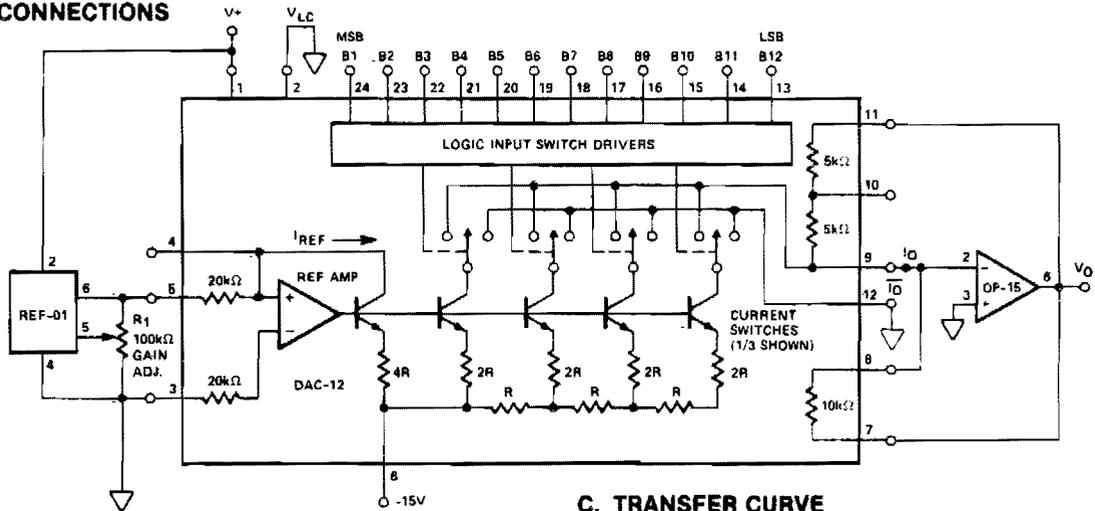 CONNECTIONS
V+
VLC
MSB
LSB
B1 B2 B3 B4 B5 B6 B7 B8 B9 B10 B11 B12
1 2 24 23 22 21 20 19 18 17 16 15 14 13
LOGIC INPUT SWITCH DRIVERS
11
5kΩ
10
5kΩ
4
IREF
2
20kΩ
REF AMP
9
IO
2
6
VO
6
5
+
-
OP-15
REF-01
5
R1
100kΩ
GAIN
ADJ.
IO
12
3
CURRENT
SWITCHES
(1/3 SHOWN)
4
3
20kΩ
DAC-12
4R
2R
2R
2R
2R
R
R
R
8
10kΩ
7
6
-15V
C. TRANSFER CURVE